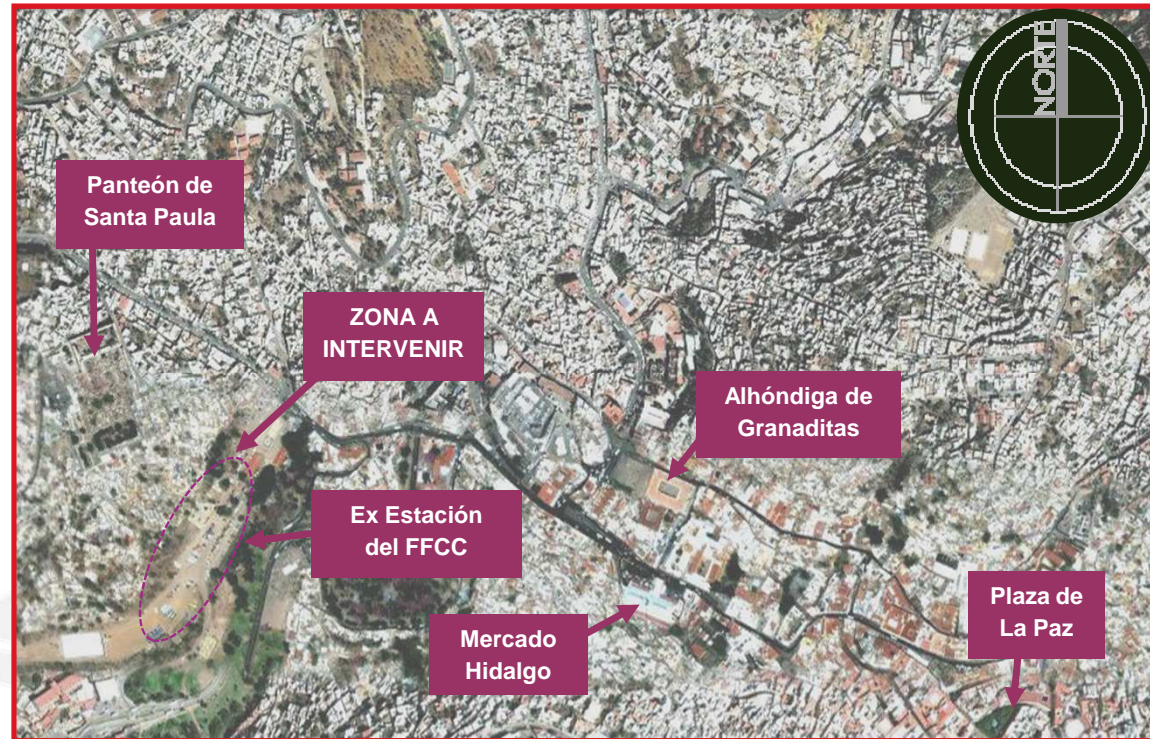 NORTE
Panteón de
Santa Paula
ZONA A
INTERVENIR
Alhóndiga de
Granaditas
Ex Estación
del FFCC
Mercado
Hidalgo
Plaza de
La Paz